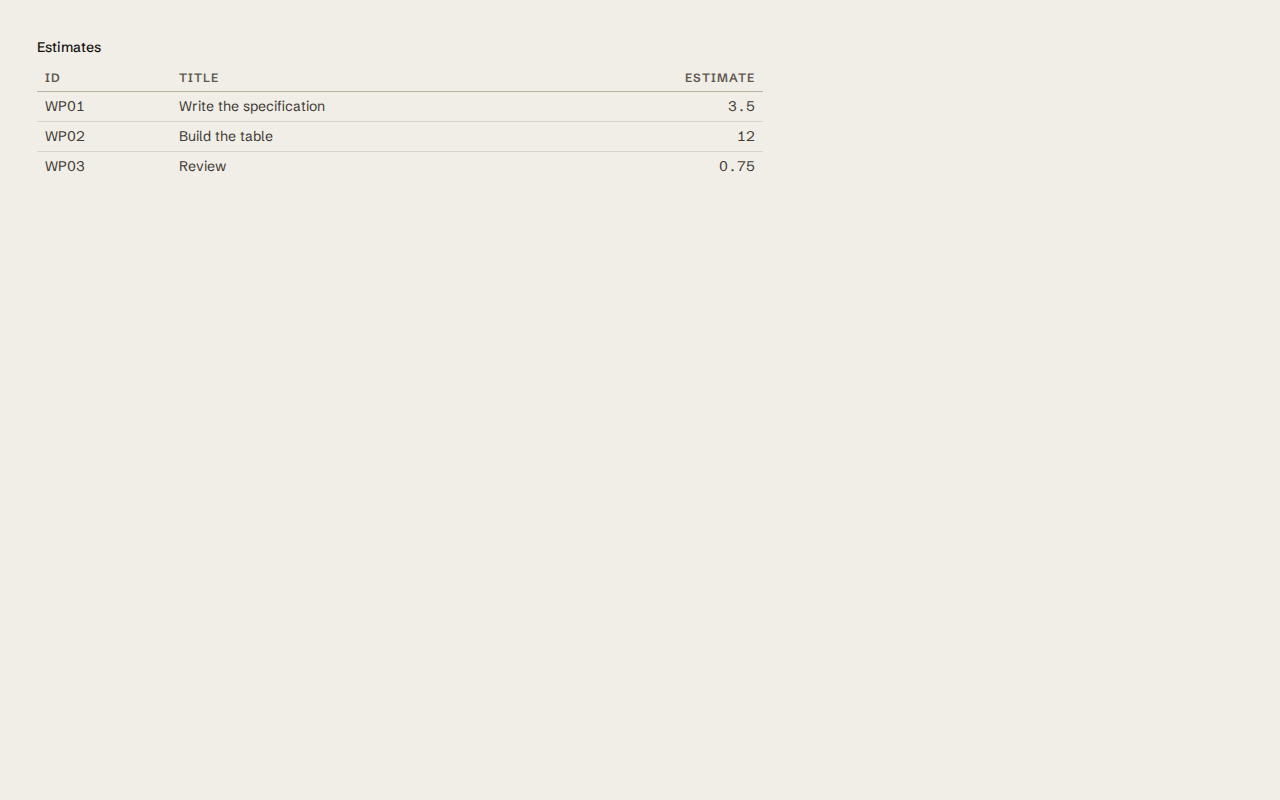 Estimates
ID TITLE ESTIMATE
WP01 Write the specification 3.5
WP02 Build the table 12
WP03 Review 0.75